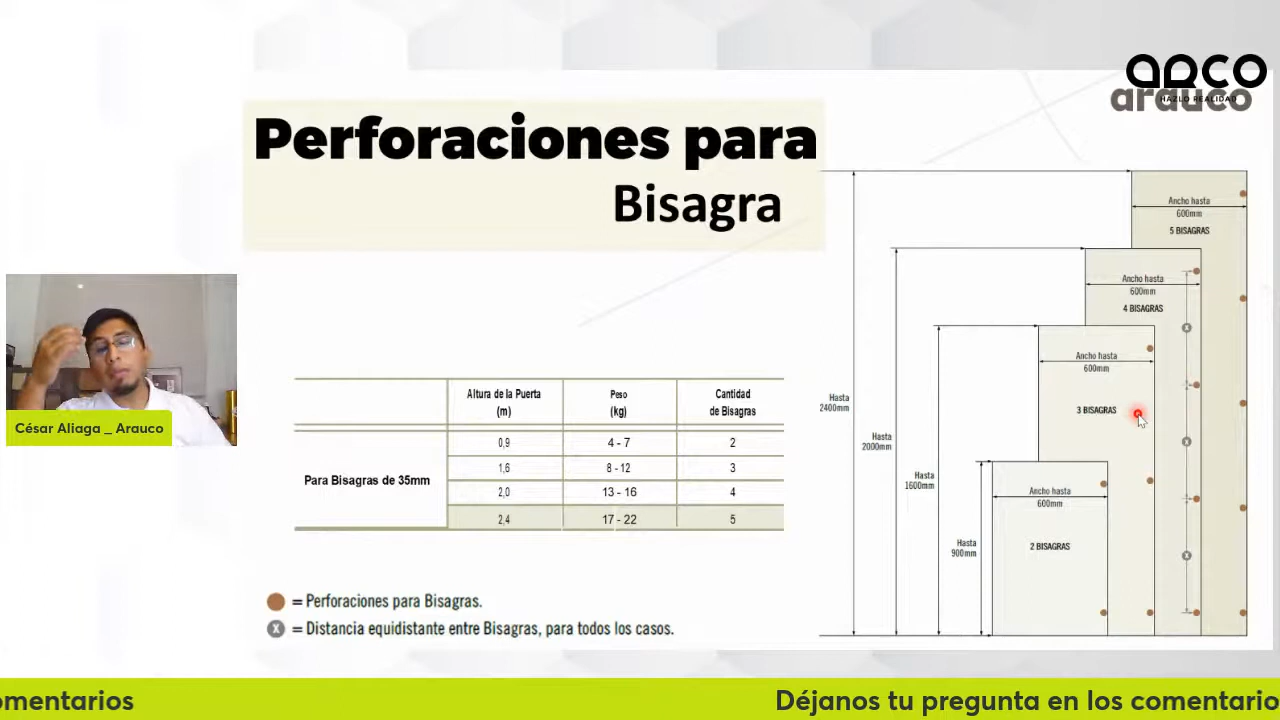 arco
arauco
HAZLO REALIDAD
Perforaciones para
Bisagra
César Aliaga _ Arauco
Altura de la Puerta (m)
Peso (kg)
Cantidad de Bisagras
Para Bisagras de 35mm
0,9 4 - 7 2
1,6 8 - 12 3
2,0 13 - 16 4
2,4 17 - 22 5
= Perforaciones para Bisagras.
X = Distancia equidistante entre Bisagras, para todos los casos.
Hasta
2400mm
Hasta
2000mm
Hasta
1600mm
Hasta
900mm
Ancho hasta
600mm
5 BISAGRAS
Ancho hasta
600mm
4 BISAGRAS
X
X
X
Ancho hasta
600mm
3 BISAGRAS
Ancho hasta
600mm
2 BISAGRAS
omentarios
Déjanos tu pregunta en los comentario